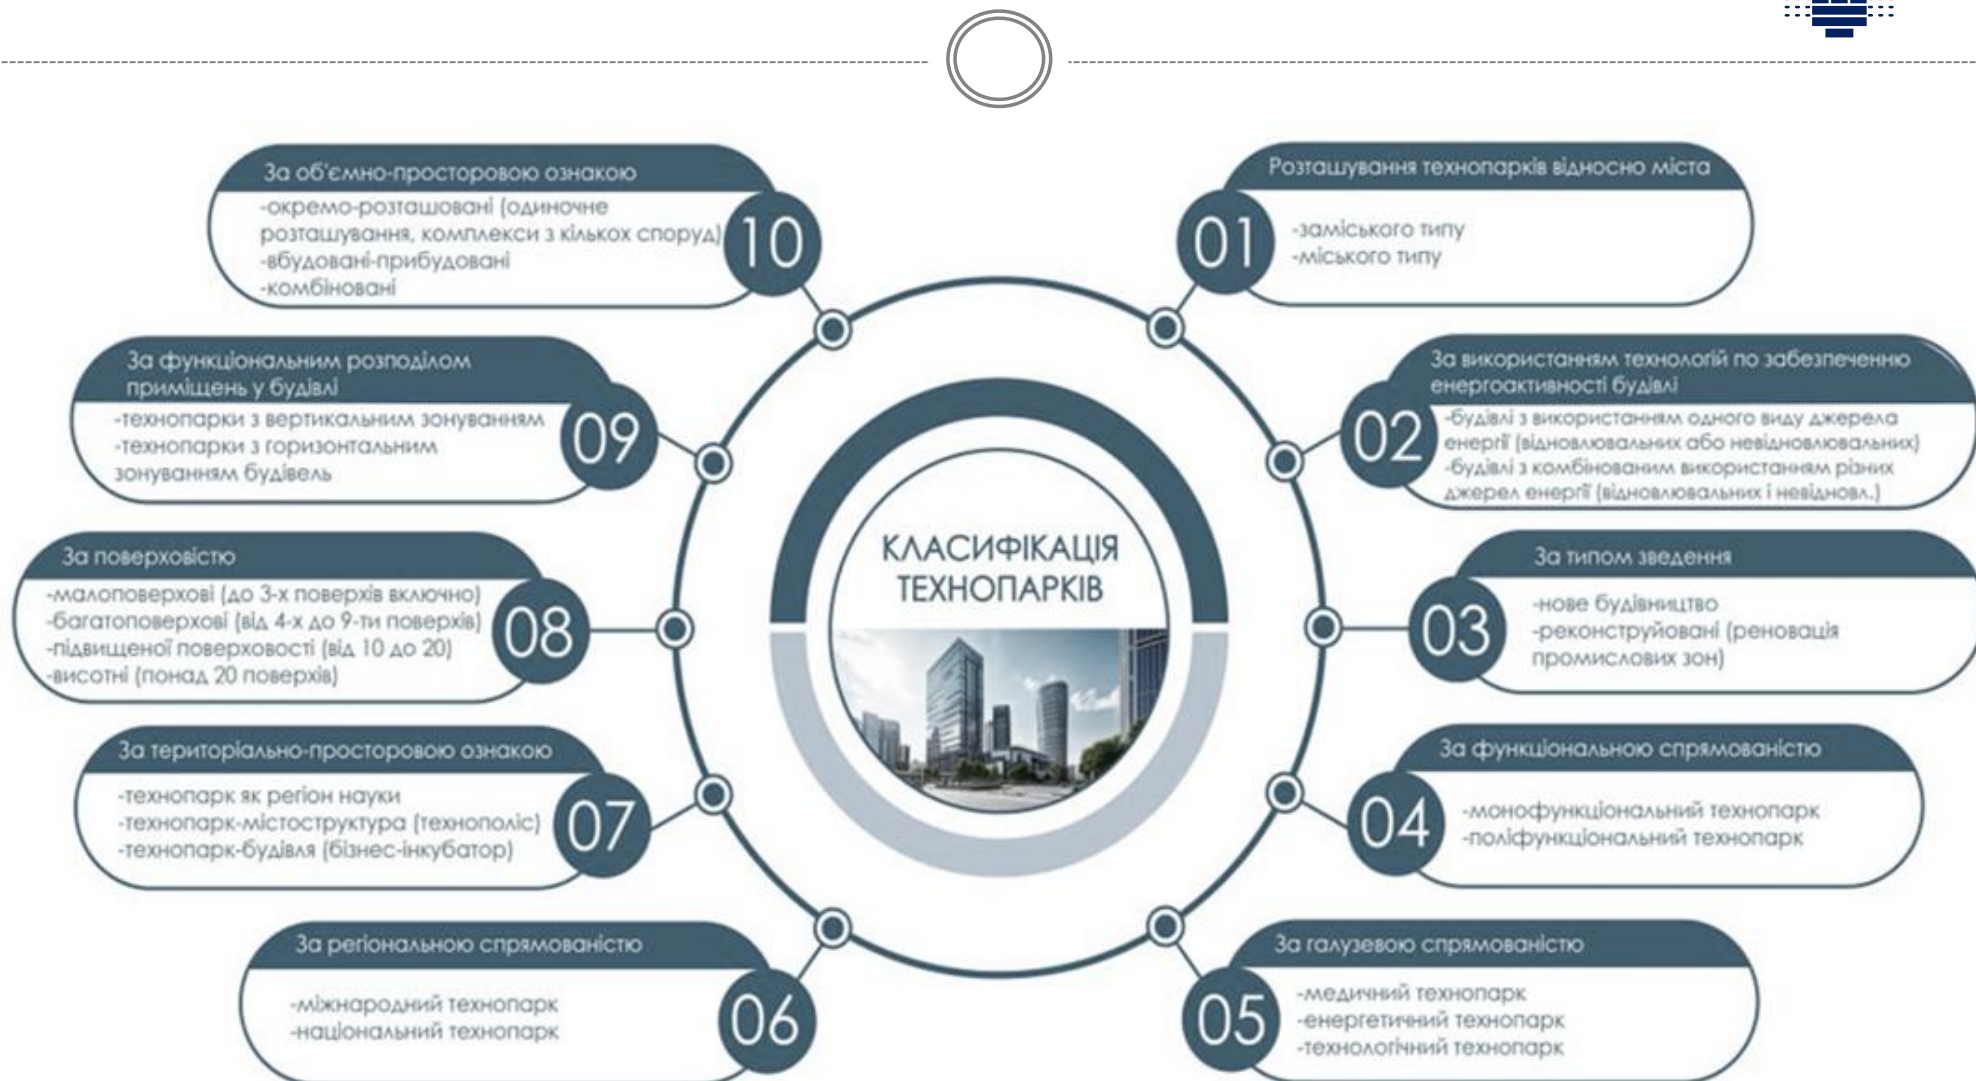 КЛАСИФІКАЦІЯ
ТЕХНОПАРКІВ
01
Розташування технопарків відносно міста
-заміського типу
-міського типу
02
За використанням технологій по забезпеченню
енергоактивності будівлі
-будівлі з використанням одного виду джерела
енергії (відновлювальних або невідновлювальних)
-будівлі з комбінованим використанням різних
джерел енергії (відновлювальних і невідновл.)
03
За типом зведення
-нове будівництво
-реконструйовані (реновація
промислових зон)
04
За функціональною спрямованістю
-монофункціональний технопарк
-поліфункціональний технопарк
05
За галузевою спрямованістю
-медичний технопарк
-енергетичний технопарк
-технологічний технопарк
06
За регіональною спрямованістю
-міжнародний технопарк
-національний технопарк
07
За територіально-просторовою ознакою
-технопарк як регіон науки
-технопарк-містоструктура (технополіс)
-технопарк-будівля (бізнес-інкубатор)
08
За поверховістю
-малоповерхові (до 3-х поверхів включно)
-багатоповерхові (від 4-х до 9-ти поверхів)
-підвищеної поверховості (від 10 до 20)
-висотні (понад 20 поверхів)
09
За функціональним розподілом
приміщень у будівлі
-технопарки з вертикальним зонуванням
-технопарки з горизонтальним
зонуванням будівель
10
За об'ємно-просторовою ознакою
-окремо-розташовані (одиночне
розташування, комплекси з кількох споруд)
-вбудовані-прибудовані
-комбіновані